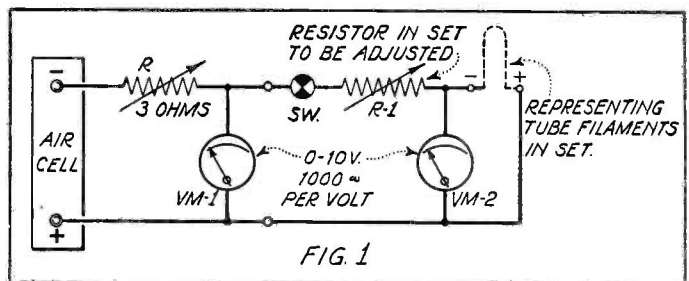 RESISTOR IN SET
TO BE ADJUSTED
−
R
3 OHMS
SW.
R-1
−
+
AIR
CELL
REPRESENTING
TUBE FILAMENTS
IN SET.
0-10V.
1000 ∞
PER VOLT
VM-1
VM-2
+
FIG. 1